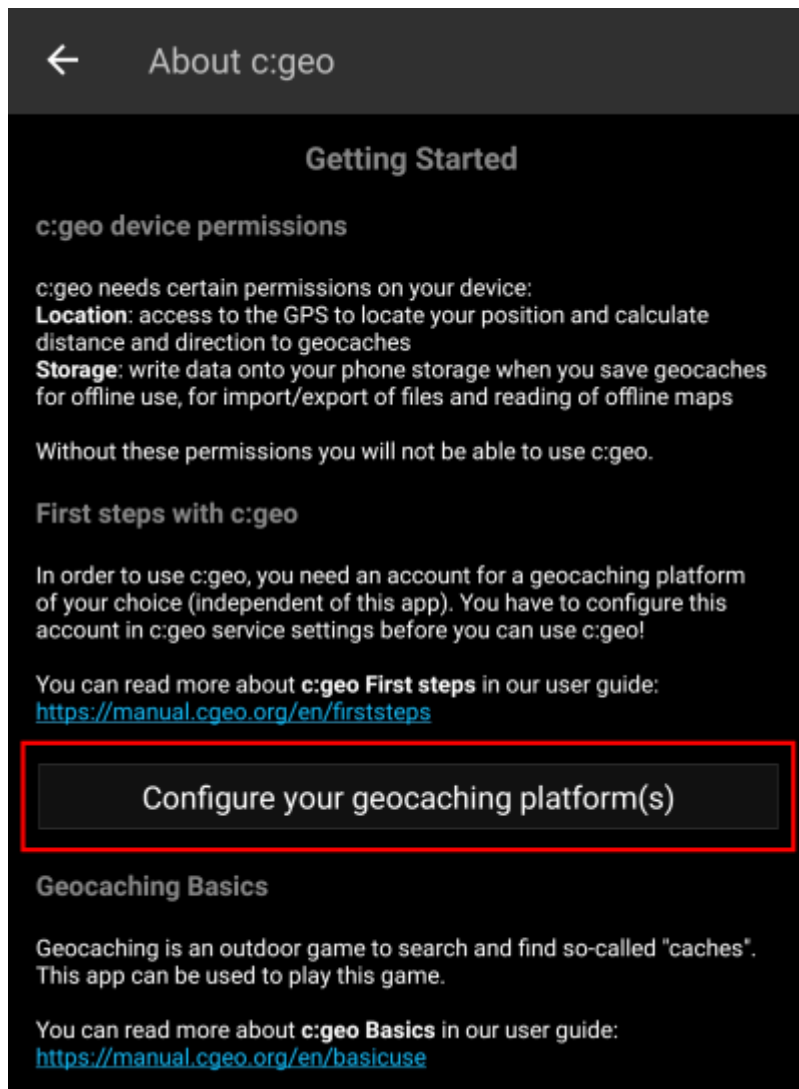 About c:geo
Getting Started
c:geo device permissions
c:geo needs certain permissions on your device:
Location: access to the GPS to locate your position and calculate
distance and direction to geocaches
Storage: write data onto your phone storage when you save geocaches
for offline use, for import/export of files and reading of offline maps
Without these permissions you will not be able to use c:geo.
First steps with c:geo
In order to use c:geo, you need an account for a geocaching platform
of your choice (independent of this app). You have to configure this
account in c:geo service settings before you can use c:geo!
You can read more about c:geo First steps in our user guide:
https://manual.cgeo.org/en/firststeps
Configure your geocaching platform(s)
Geocaching Basics
Geocaching is an outdoor game to search and find so-called "caches".
This app can be used to play this game.
You can read more about c:geo Basics in our user guide:
https://manual.cgeo.org/en/basicuse